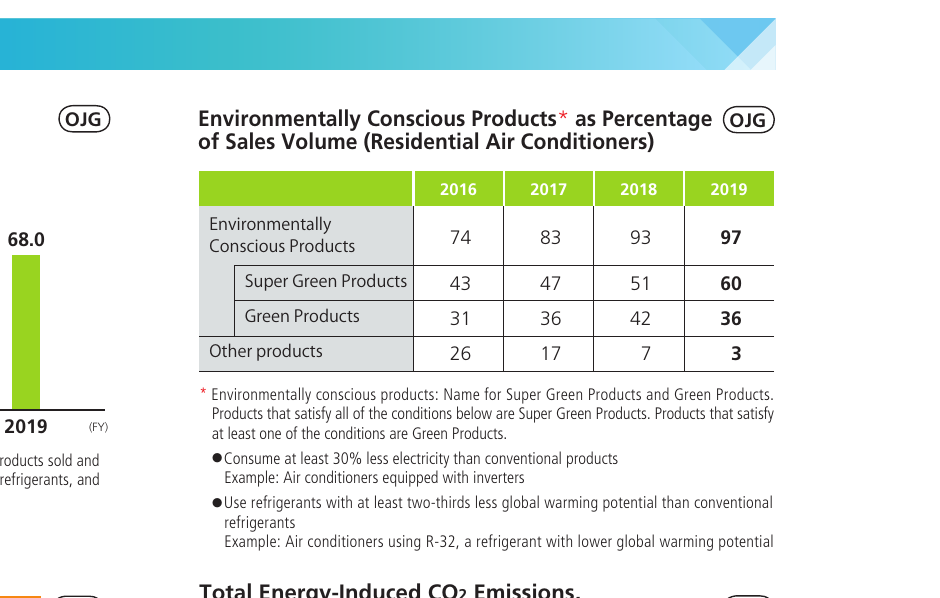 OJG
68.0
2019
(FY)
roducts sold and
refrigerants, and
Environmentally Conscious Products* as Percentage
of Sales Volume (Residential Air Conditioners)
OJG
2016 2017 2018 2019
Environmentally
Conscious Products 74 83 93 97
Super Green Products 43 47 51 60
Green Products 31 36 42 36
Other products 26 17 7 3
* Environmentally conscious products: Name for Super Green Products and Green Products.
Products that satisfy all of the conditions below are Super Green Products. Products that satisfy
at least one of the conditions are Green Products.
●Consume at least 30% less electricity than conventional products
Example: Air conditioners equipped with inverters
●Use refrigerants with at least two-thirds less global warming potential than conventional
refrigerants
Example: Air conditioners using R-32, a refrigerant with lower global warming potential
Total Energy-Induced CO2 Emissions,